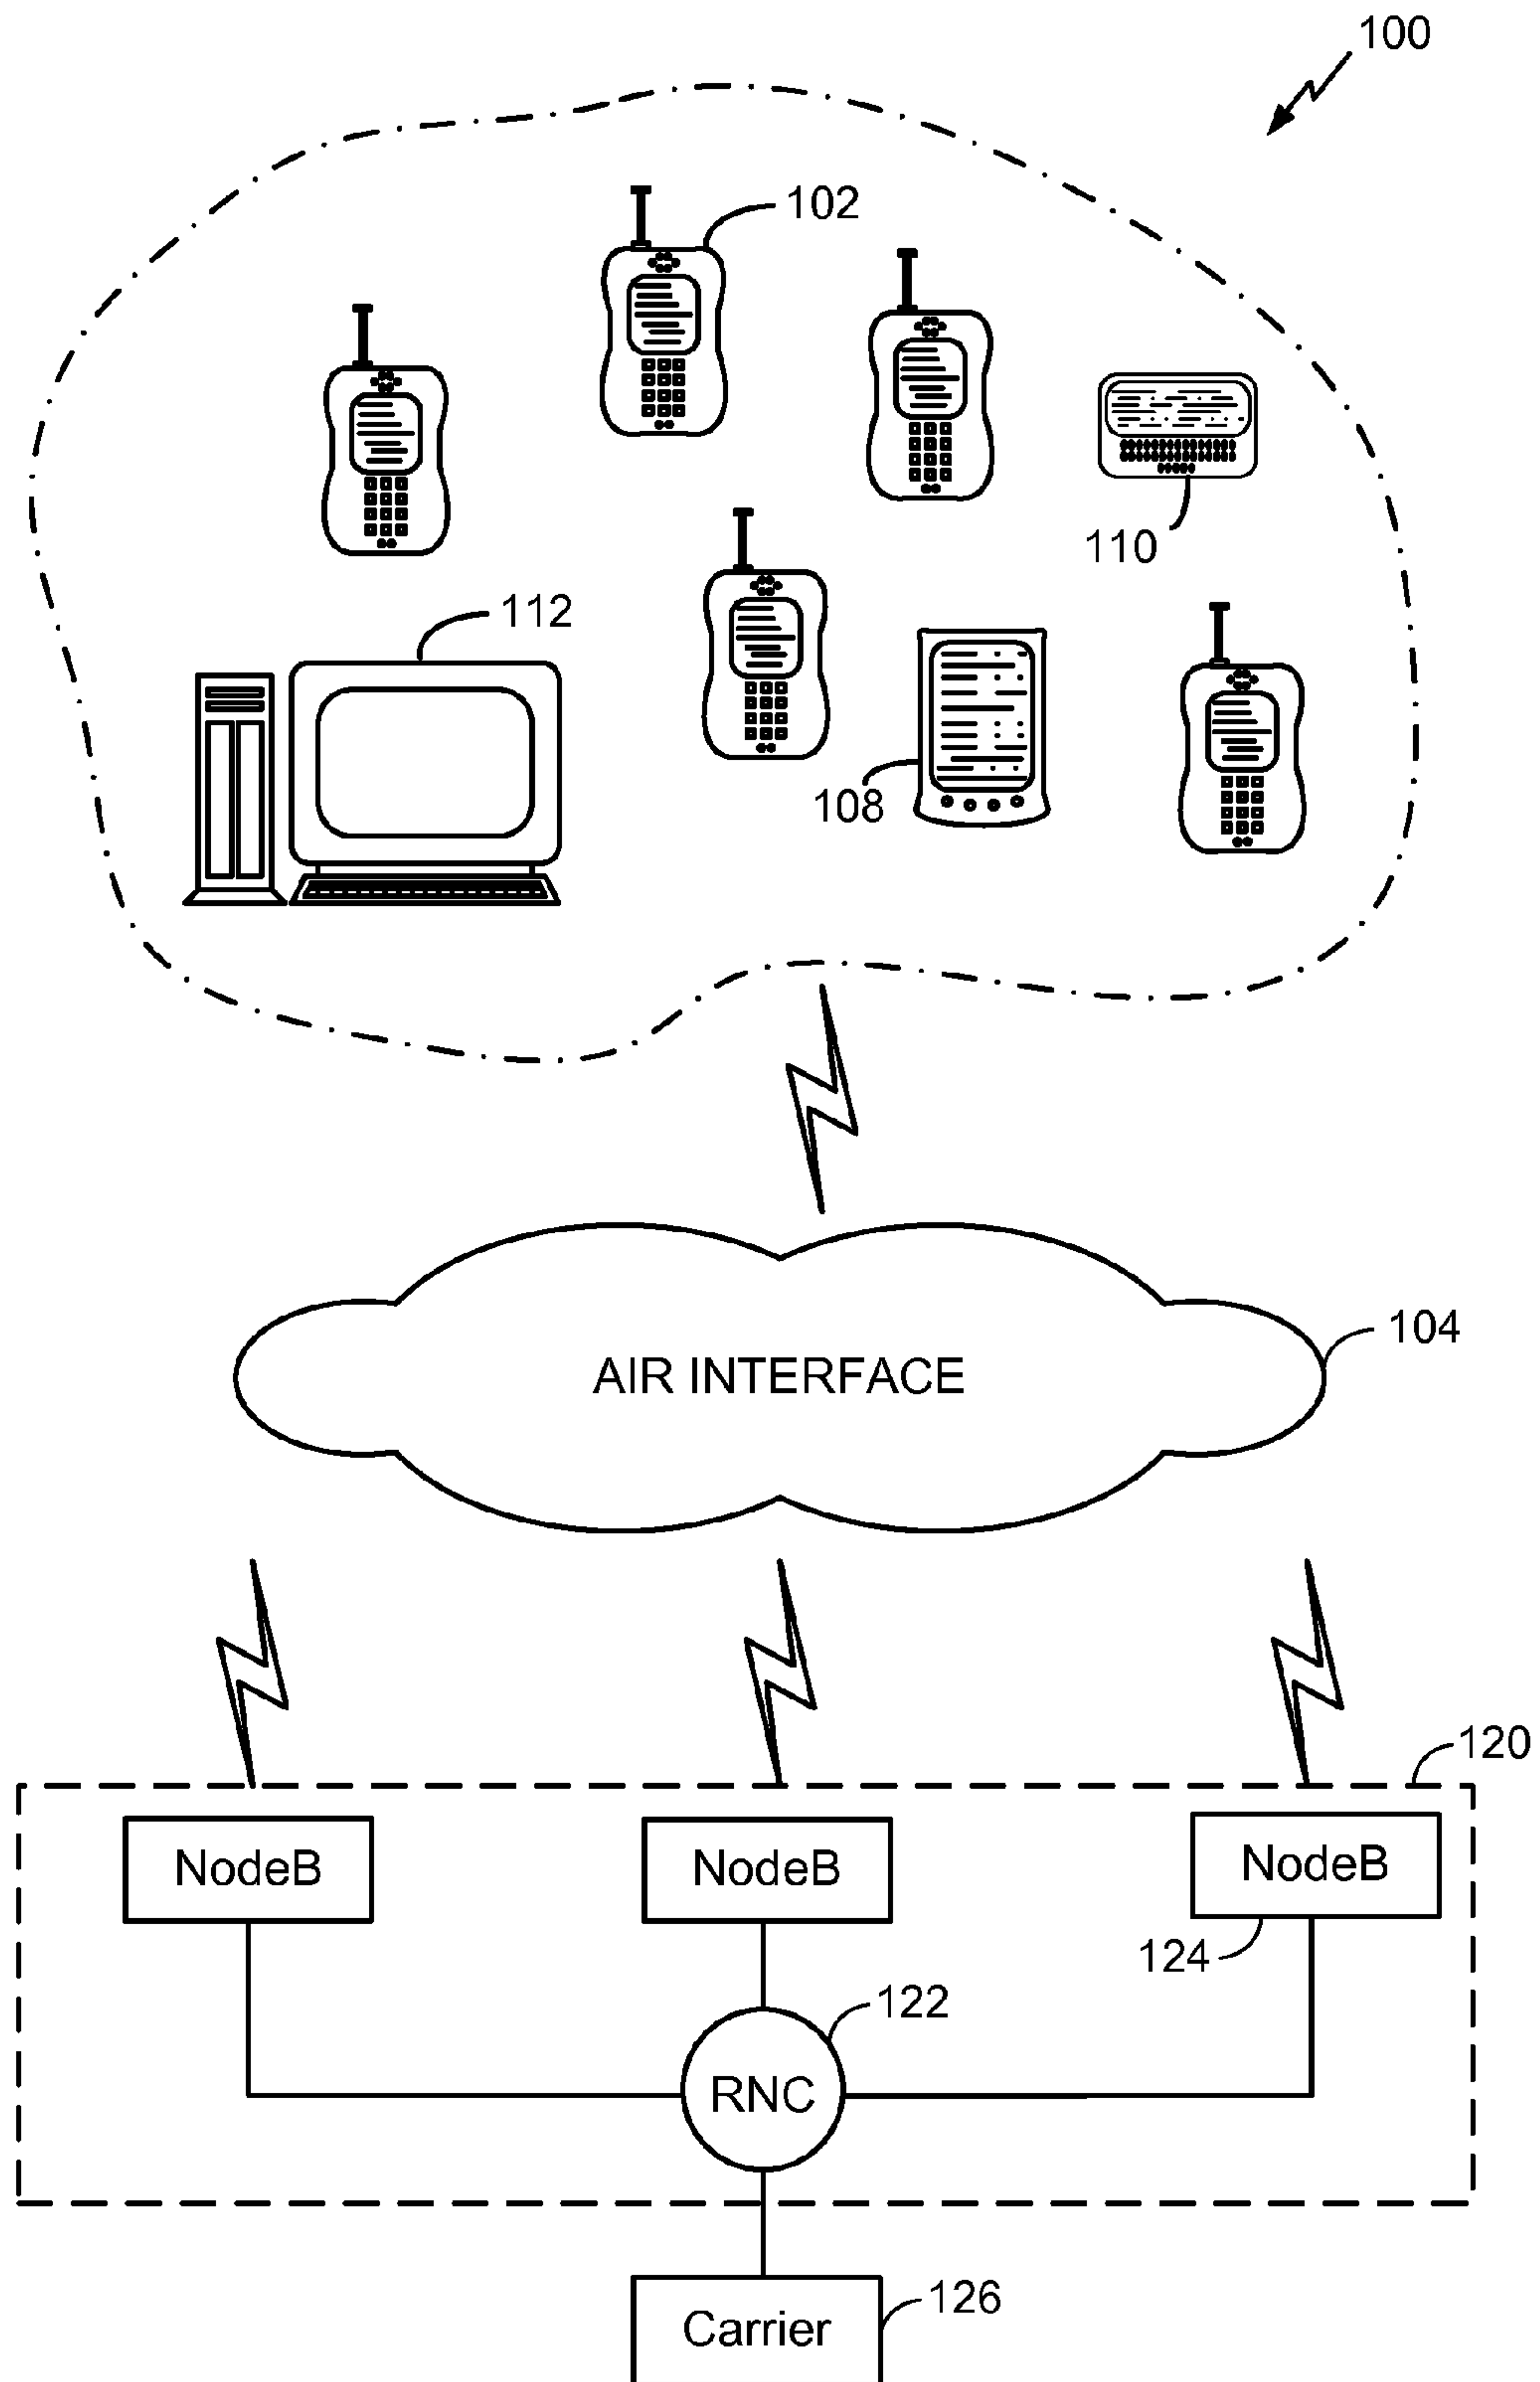 100
102
110
112
108
104
AIR INTERFACE
120
NodeB
NodeB
NodeB
124
122
RNC
126
Carrier